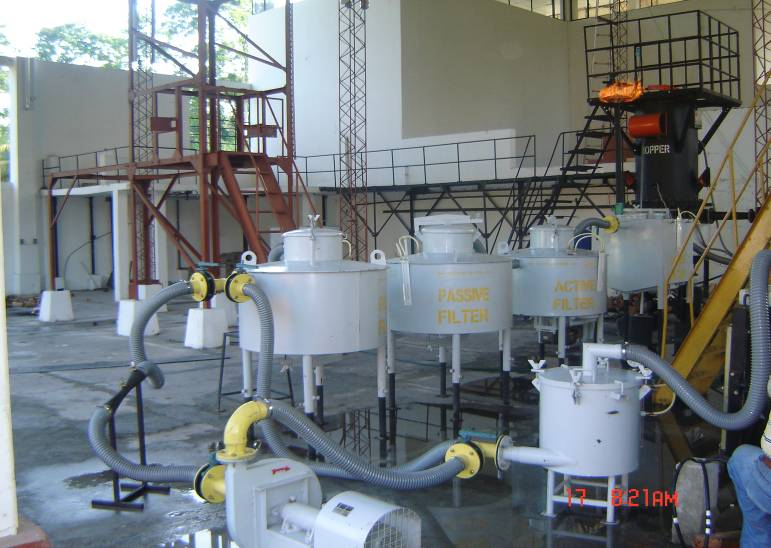 HOPPER
PASSIVE
FILTER
ACTIVE
FILTER
17 8:21AM